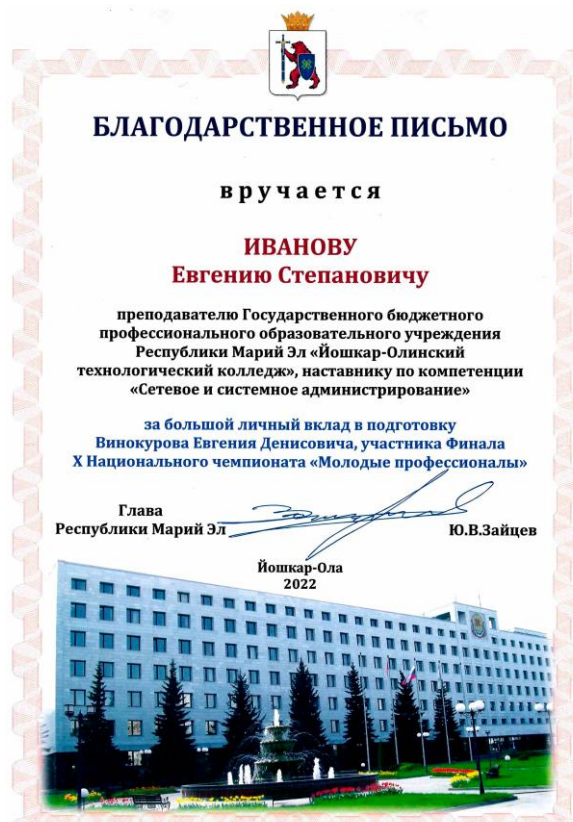 БЛАГОДАРСТВЕННОЕ ПИСЬМО
вручается
ИВАНОВУ
Евгению Степановичу
преподавателю Государственного бюджетного
профессионального образовательного учреждения
Республики Марий Эл «Йошкар-Олинский
технологический колледж», наставнику по компетенции
«Сетевое и системное администрирование»
за большой личный вклад в подготовку
Винокурова Евгения Денисовича, участника Финала
X Национального чемпионата «Молодые профессионалы»
Глава
Республики Марий Эл
Ю.В.Зайцев
Йошкар-Ола
2022